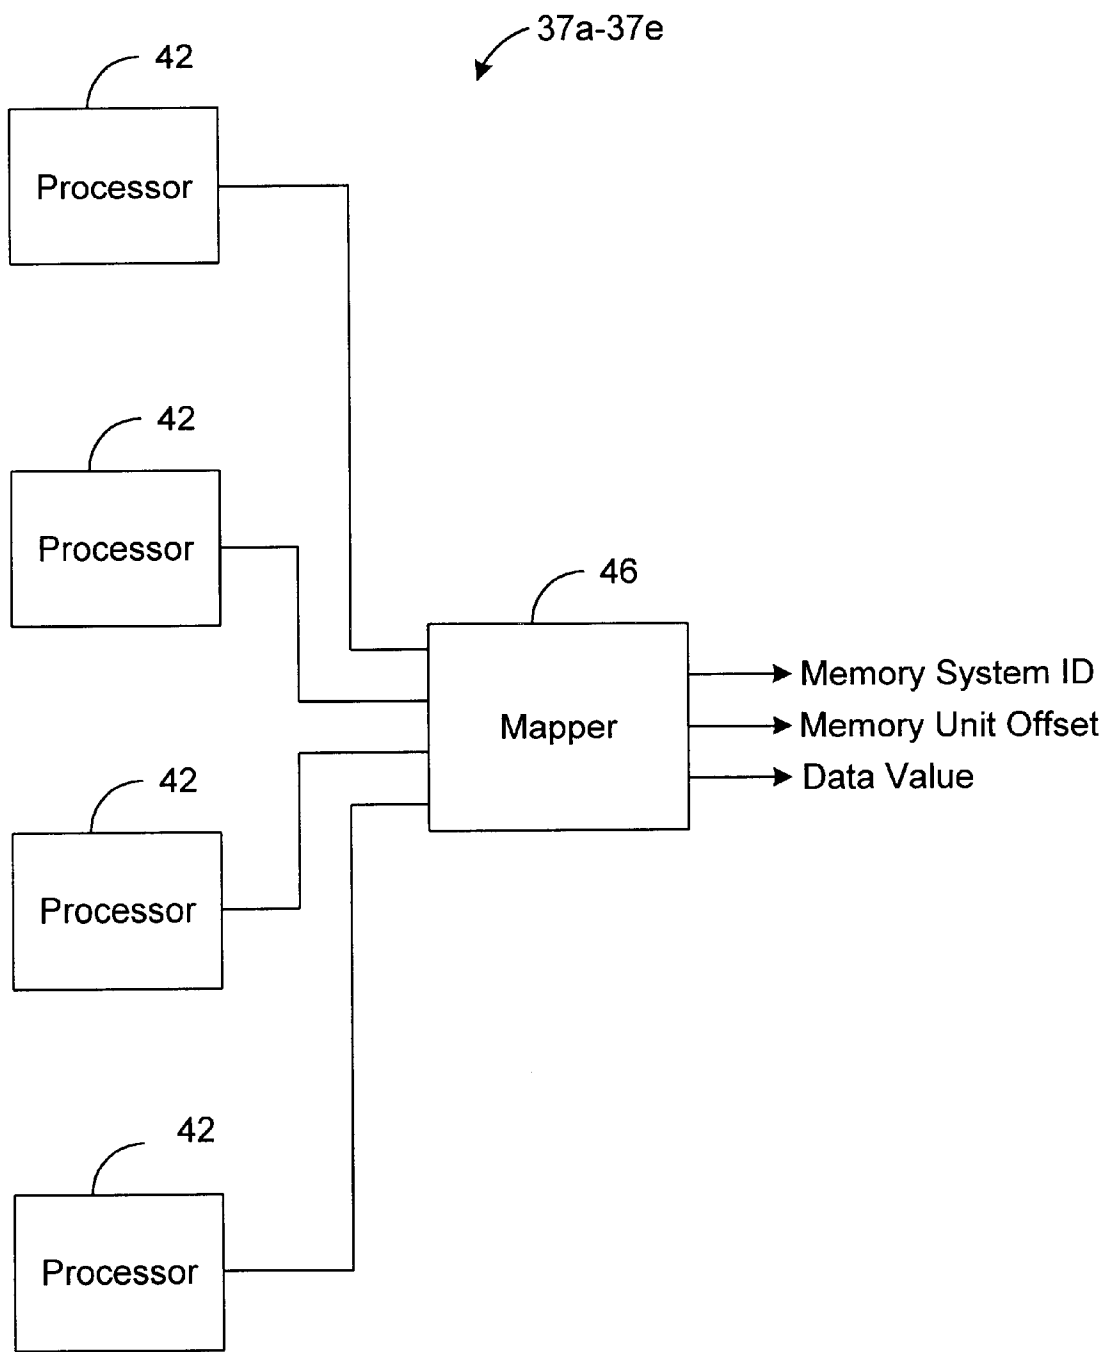 37a-37e
42
Processor
42
Processor
46
Mapper
Memory System ID
Memory Unit Offset
Data Value
42
Processor
42
Processor